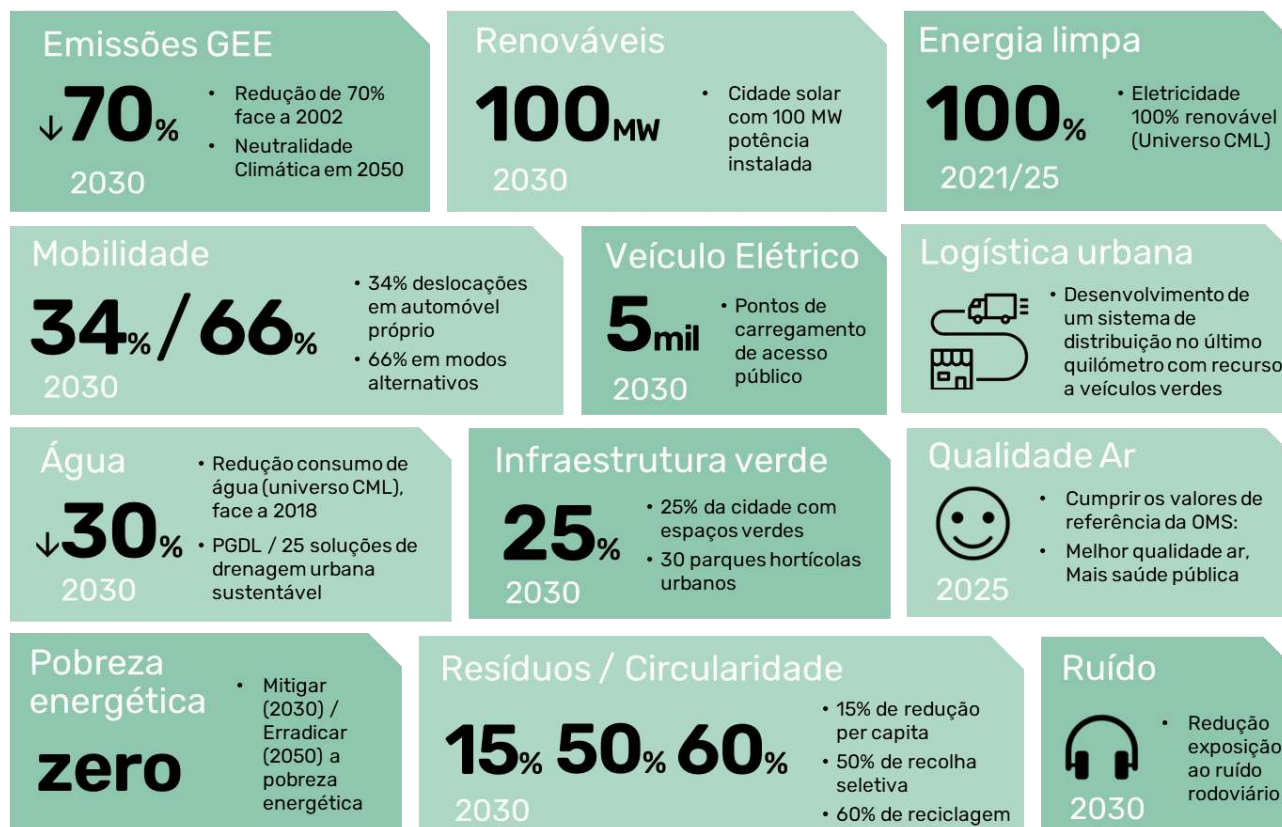 Emissões GEE
↓70%
2030
• Redução de 70%
face a 2002
• Neutralidade
Climática em 2050
Renováveis
100MW
2030
• Cidade solar
com 100 MW
potência
instalada
Energia limpa
100%
2021/25
• Eletricidade
100% renovável
(Universo CML)
Mobilidade
34% / 66%
2030
• 34% deslocações
em automóvel
próprio
• 66% em modos
alternativos
Veículo Elétrico
5mil
2030
• Pontos de
carregamento
de acesso
público
Logística urbana
• Desenvolvimento de
um sistema de
distribuição no último
quilómetro com recurso
a veículos verdes
Água
↓30%
2030
• Redução consumo de
água (universo CML),
face a 2018
• PGDL / 25 soluções de
drenagem urbana
sustentável
Infraestrutura verde
25%
2030
• 25% da cidade com
espaços verdes
• 30 parques hortícolas
urbanos
Qualidade Ar
2025
• Cumprir os valores de
referência da OMS:
• Melhor qualidade ar,
Mais saúde pública
Pobreza
energética
zero
• Mitigar
(2030) /
Erradicar
(2050) a
pobreza
energética
Resíduos / Circularidade
15% 50% 60%
2030
• 15% de redução
per capita
• 50% de recolha
seletiva
• 60% de reciclagem
Ruído
2030
• Redução
exposição
ao ruído
rodoviário